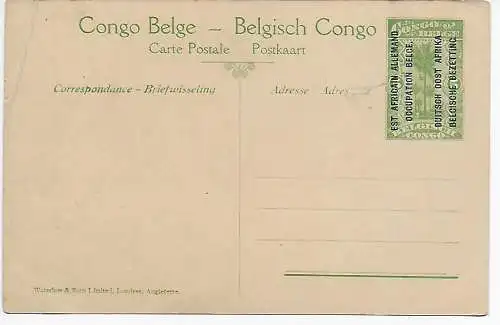 Congo Belge – Belgisch Congo
Carte Postale Postkaart
Correspondance – Briefwisseling
Adresse Adres
EST AFRICAIN ALLEMAND
OCCUPATION BELGE.
DUITSCH OOST AFRIKA
BELGISCHE BEZETTING.
CONGO
Waterlow & Sons Limited, Londres, Angleterre.